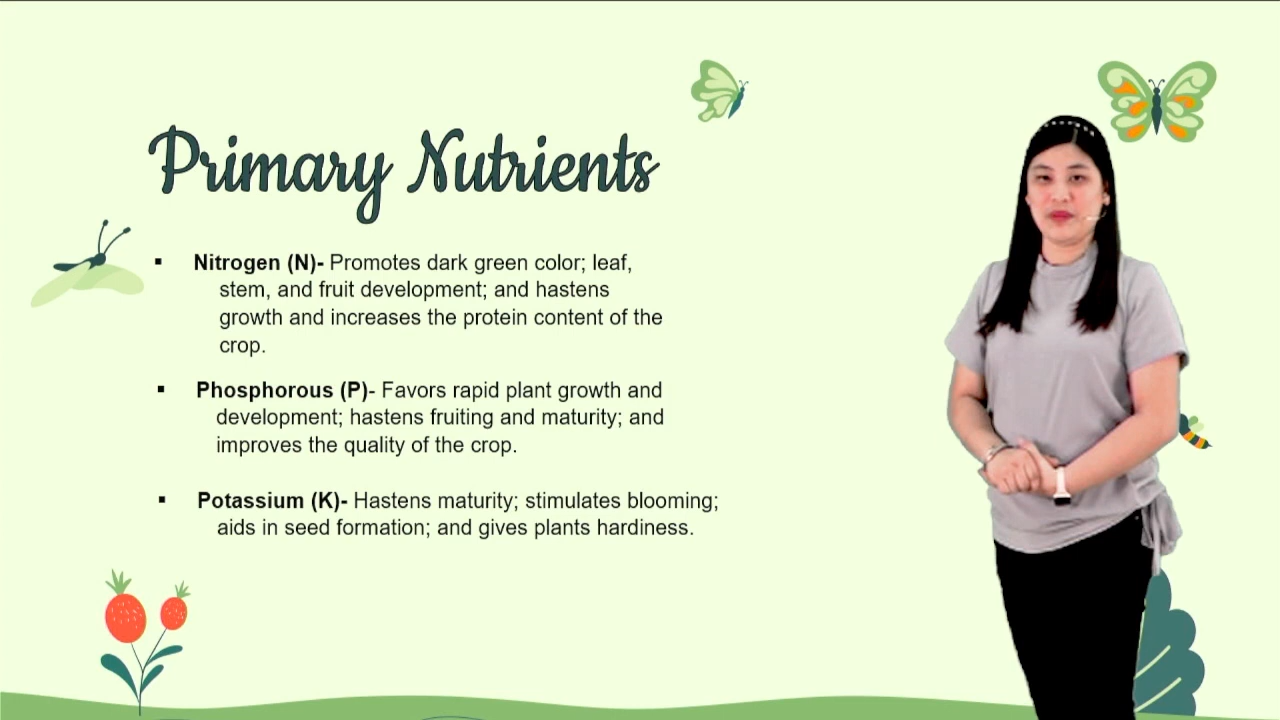 Primary Nutrients
▪ Nitrogen (N)- Promotes dark green color; leaf,
stem, and fruit development; and hastens
growth and increases the protein content of the
crop.
▪ Phosphorous (P)- Favors rapid plant growth and
development; hastens fruiting and maturity; and
improves the quality of the crop.
▪ Potassium (K)- Hastens maturity; stimulates blooming;
aids in seed formation; and gives plants hardiness.